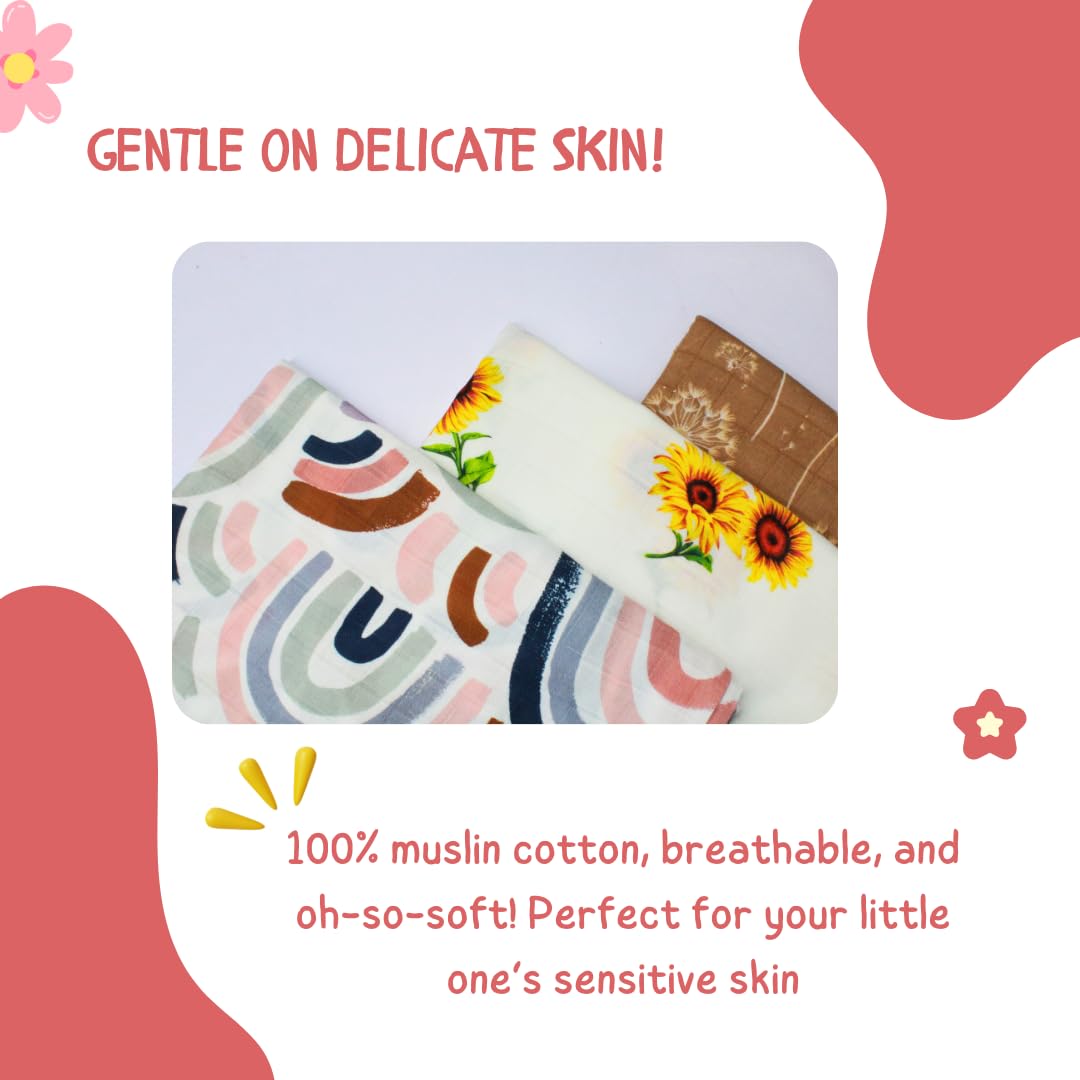 GENTLE ON DELICATE SKIN!
100% muslin cotton, breathable, and
oh-so-soft! Perfect for your little
one's sensitive skin